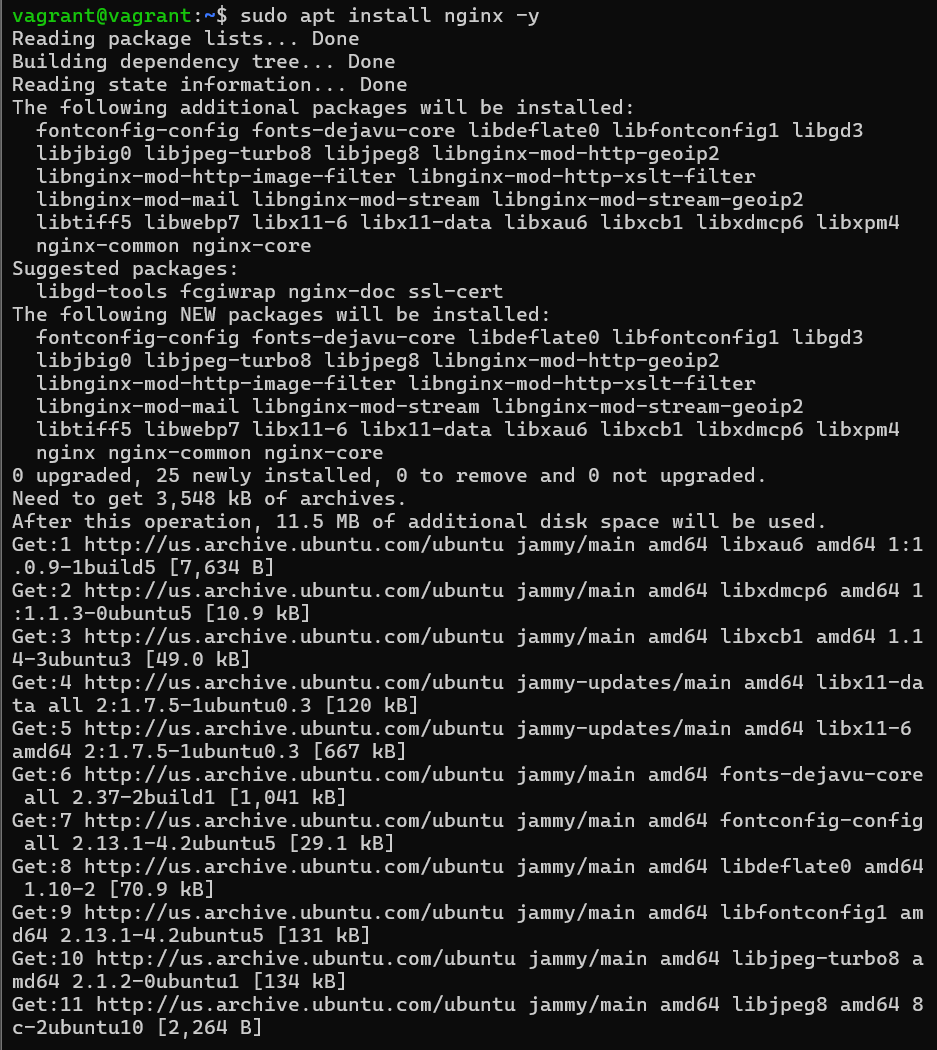 vagrant@vagrant:~$ sudo apt install nginx -y
Reading package lists... Done
Building dependency tree... Done
Reading state information... Done
The following additional packages will be installed:
  fontconfig-config fonts-dejavu-core libdeflate0 libfontconfig1 libgd3
  libjbig0 libjpeg-turbo8 libjpeg8 libnginx-mod-http-geoip2
  libnginx-mod-http-image-filter libnginx-mod-http-xslt-filter
  libnginx-mod-mail libnginx-mod-stream libnginx-mod-stream-geoip2
  libtiff5 libwebp7 libx11-6 libx11-data libxau6 libxcb1 libxdmcp6 libxpm4
  nginx-common nginx-core
Suggested packages:
  libgd-tools fcgiwrap nginx-doc ssl-cert
The following NEW packages will be installed:
  fontconfig-config fonts-dejavu-core libdeflate0 libfontconfig1 libgd3
  libjbig0 libjpeg-turbo8 libjpeg8 libnginx-mod-http-geoip2
  libnginx-mod-http-image-filter libnginx-mod-http-xslt-filter
  libnginx-mod-mail libnginx-mod-stream libnginx-mod-stream-geoip2
  libtiff5 libwebp7 libx11-6 libx11-data libxau6 libxcb1 libxdmcp6 libxpm4
  nginx nginx-common nginx-core
0 upgraded, 25 newly installed, 0 to remove and 0 not upgraded.
Need to get 3,548 kB of archives.
After this operation, 11.5 MB of additional disk space will be used.
Get:1 http://us.archive.ubuntu.com/ubuntu jammy/main amd64 libxau6 amd64 1:1
.0.9-1build5 [7,634 B]
Get:2 http://us.archive.ubuntu.com/ubuntu jammy/main amd64 libxdmcp6 amd64 1
:1.1.3-0ubuntu5 [10.9 kB]
Get:3 http://us.archive.ubuntu.com/ubuntu jammy/main amd64 libxcb1 amd64 1.1
4-3ubuntu3 [49.0 kB]
Get:4 http://us.archive.ubuntu.com/ubuntu jammy-updates/main amd64 libx11-da
ta all 2:1.7.5-1ubuntu0.3 [120 kB]
Get:5 http://us.archive.ubuntu.com/ubuntu jammy-updates/main amd64 libx11-6
amd64 2:1.7.5-1ubuntu0.3 [667 kB]
Get:6 http://us.archive.ubuntu.com/ubuntu jammy/main amd64 fonts-dejavu-core
 all 2.37-2build1 [1,041 kB]
Get:7 http://us.archive.ubuntu.com/ubuntu jammy/main amd64 fontconfig-config
 all 2.13.1-4.2ubuntu5 [29.1 kB]
Get:8 http://us.archive.ubuntu.com/ubuntu jammy/main amd64 libdeflate0 amd64
 1.10-2 [70.9 kB]
Get:9 http://us.archive.ubuntu.com/ubuntu jammy/main amd64 libfontconfig1 am
d64 2.13.1-4.2ubuntu5 [131 kB]
Get:10 http://us.archive.ubuntu.com/ubuntu jammy/main amd64 libjpeg-turbo8 a
md64 2.1.2-0ubuntu1 [134 kB]
Get:11 http://us.archive.ubuntu.com/ubuntu jammy/main amd64 libjpeg8 amd64 8
c-2ubuntu10 [2,264 B]